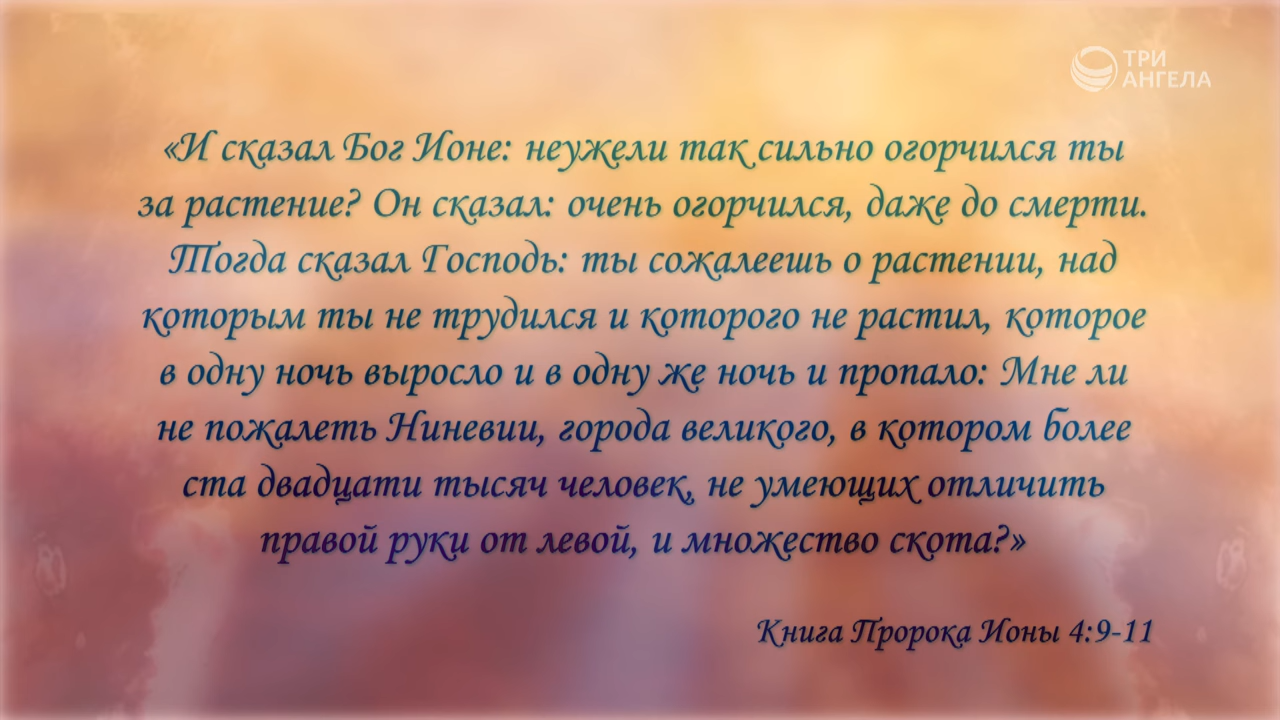 ТРИ
АНГЕЛА
«И сказал Бог Ионе: неужели так сильно огорчился ты
за растение? Он сказал: очень огорчился, даже до смерти.
Тогда сказал Господь: ты сожалеешь о растении, над
которым ты не трудился и которого не растил, которое
в одну ночь выросло и в одну же ночь и пропало: Мне ли
не пожалеть Ниневии, города великого, в котором более
ста двадцати тысяч человек, не умеющих отличить
правой руки от левой, и множество скота?»
Книга Пророка Ионы 4:9-11